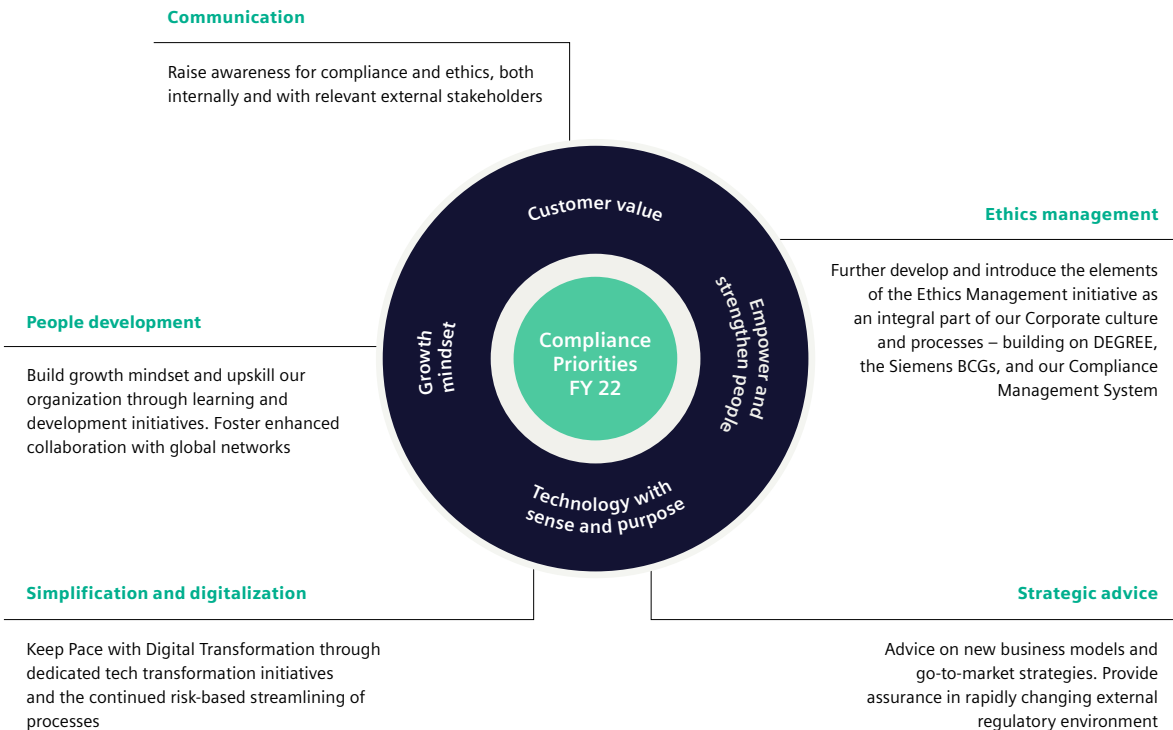 Communication
Raise awareness for compliance and ethics, both
internally and with relevant external stakeholders
Customer value
Ethics management
Further develop and introduce the elements
of the Ethics Management initiative as
an integral part of our Corporate culture
and processes – building on DEGREE,
the Siemens BCGs, and our Compliance
Management System
Empower and
strengthen people
People development
Build growth mindset and upskill our
organization through learning and
development initiatives. Foster enhanced
collaboration with global networks
Growth
mindset
Compliance
Priorities
FY 22
Technology with
sense and purpose
Simplification and digitalization
Keep Pace with Digital Transformation through
dedicated tech transformation initiatives
and the continued risk-based streamlining of
processes
Strategic advice
Advice on new business models and
go-to-market strategies. Provide
assurance in rapidly changing external
regulatory environment